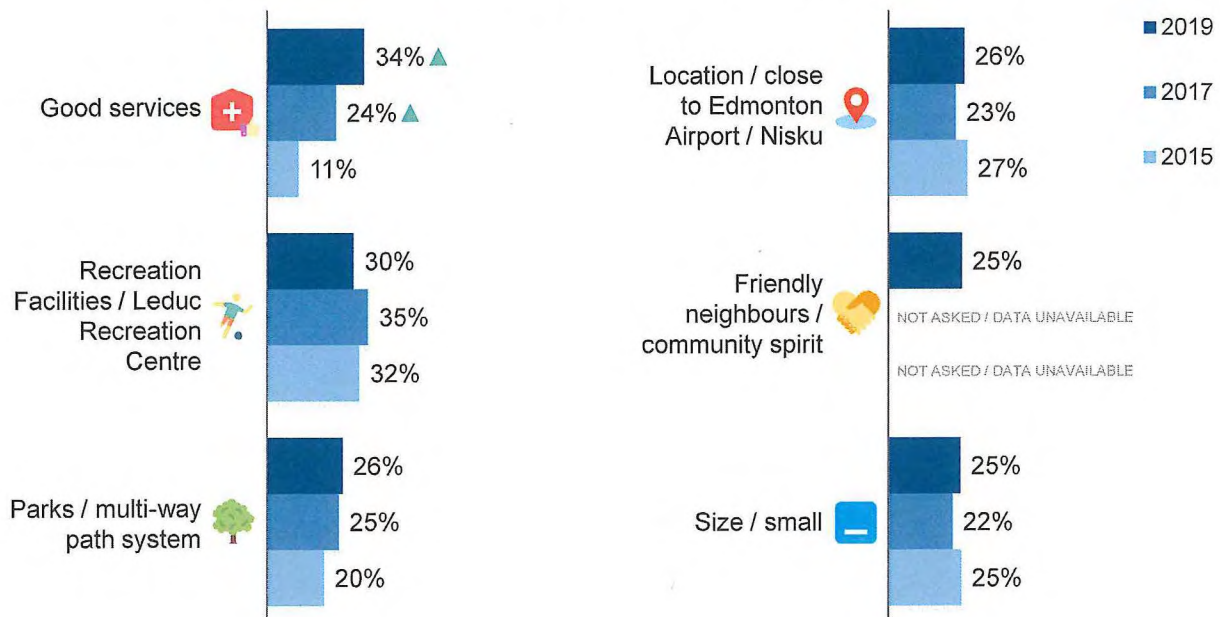 Good services
34%
24%
11%
Recreation
Facilities / Leduc
Recreation
Centre
30%
35%
32%
Parks / multi-way
path system
26%
25%
20%
Location / close
to Edmonton
Airport / Nisku
26%
23%
27%
Friendly
neighbours /
community spirit
25%
NOT ASKED / DATA UNAVAILABLE
NOT ASKED / DATA UNAVAILABLE
Size / small
25%
22%
25%
2019
2017
2015